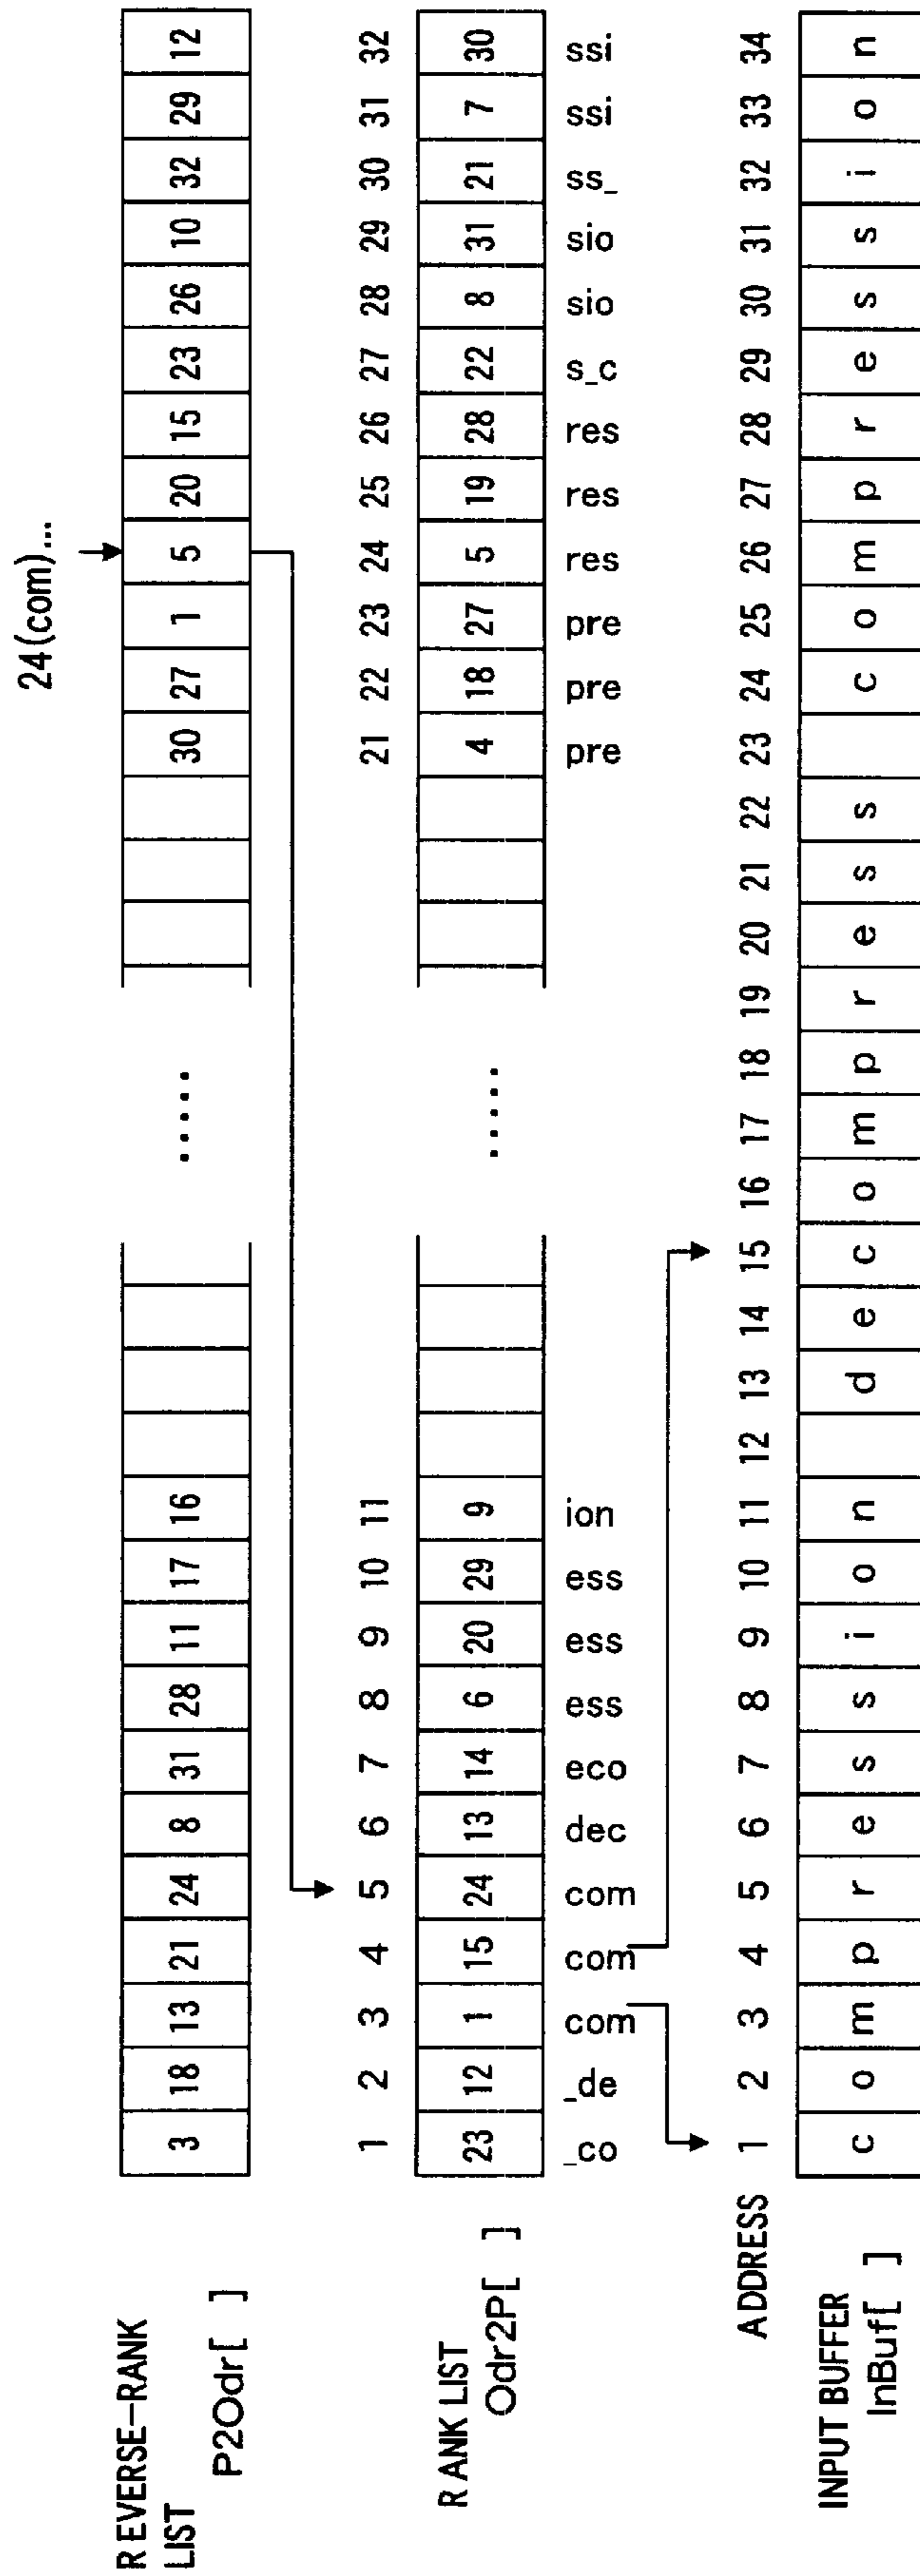 24(com)...
REVERSE-RANK
LIST
P2Odr[ ]
3 18 13 21 24 8 31 28 11 17 16 ..... 30 27 1 5 20 15 23 26 10 32 29 12
1 2 3 4 5 6 7 8 9 10 11 21 22 23 24 25 26 27 28 29 30 31 32
RANK LIST
Odr2P[ ]
23 12 1 15 24 13 14 6 20 29 9 ..... 4 18 27 5 19 28 22 8 31 21 7 30
_co _de com com com dec eco ess ess ess ion pre pre pre res res res s_c sio sio ss_ ssi ssi
ADDRESS 1 2 3 4 5 6 7 8 9 10 11 12 13 14 15 16 17 18 19 20 21 22 23 24 25 26 27 28 29 30 31 32 33 34
INPUT BUFFER
InBuf[ ]
c o m p r e s s i o n d e c o m p r e s s c o m p r e s s i o n